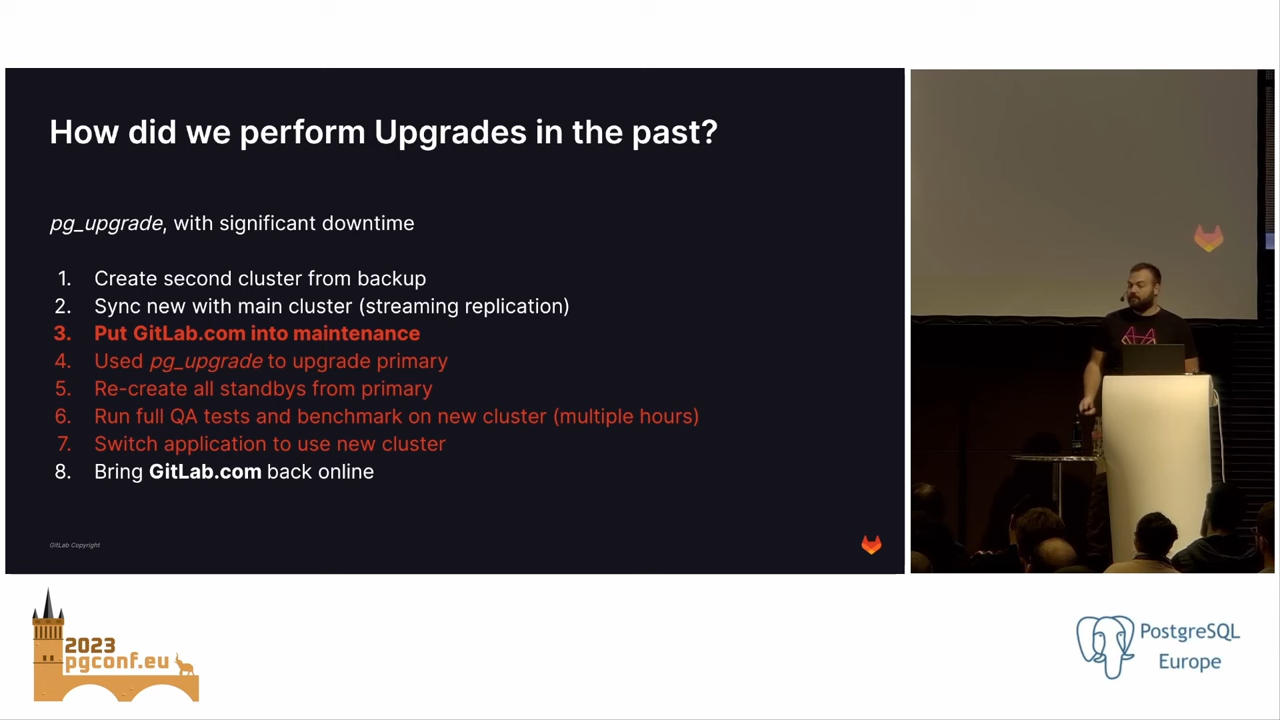 How did we perform Upgrades in the past?
pg_upgrade, with significant downtime
1. Create second cluster from backup
2. Sync new with main cluster (streaming replication)
3. Put GitLab.com into maintenance
4. Used pg_upgrade to upgrade primary
5. Re-create all standbys from primary
6. Run full QA tests and benchmark on new cluster (multiple hours)
7. Switch application to use new cluster
8. Bring GitLab.com back online
GitLab Copyright
2023
pgconf.eu
PostgreSQL
Europe